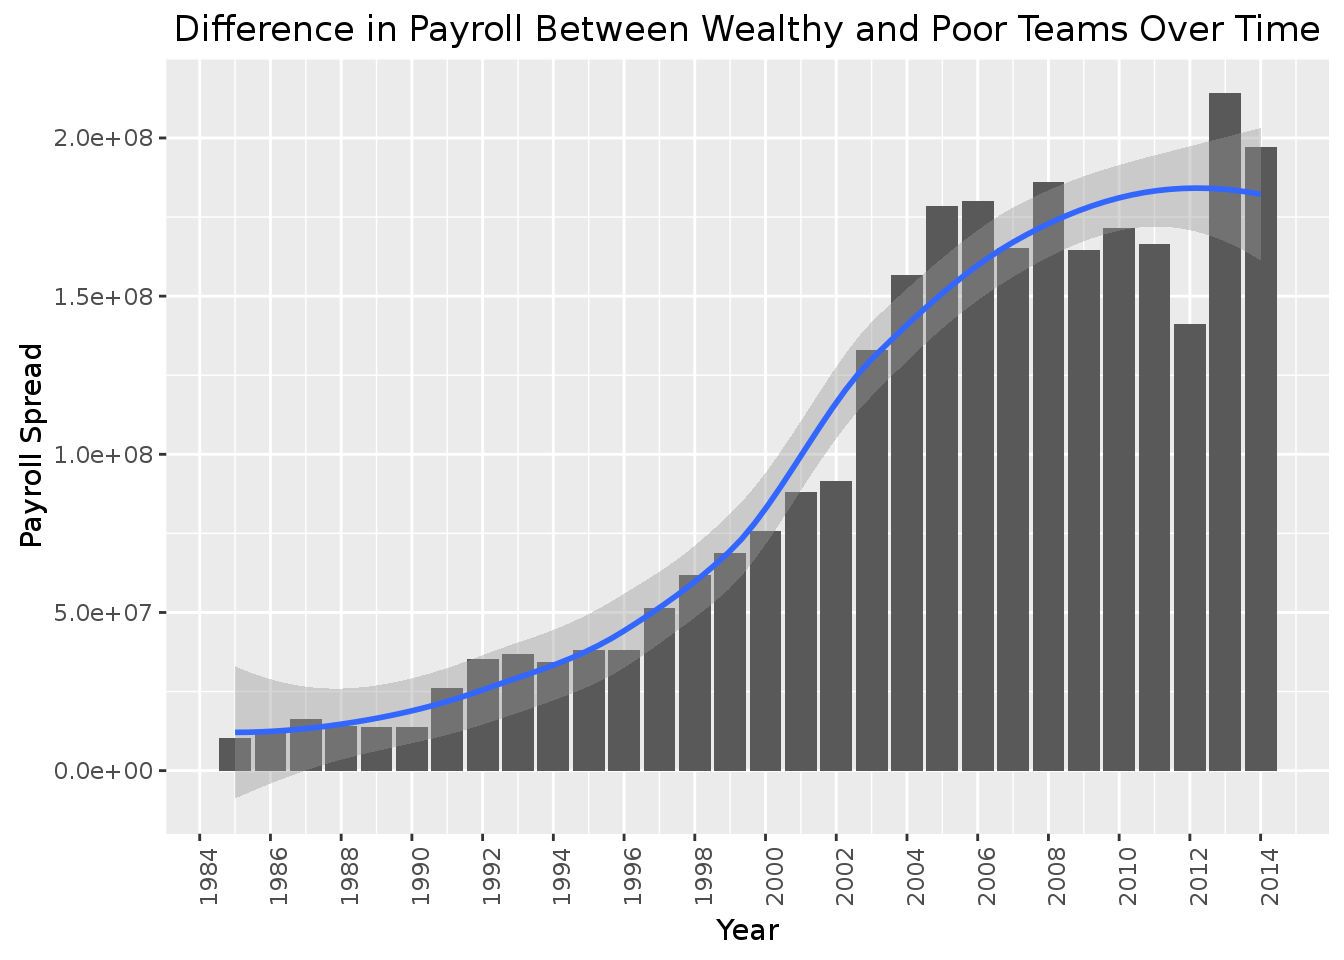 Difference in Payroll Between Wealthy and Poor Teams Over Time
Payroll Spread
2.0e+08
1.5e+08
1.0e+08
5.0e+07
0.0e+00
1984
1986
1988
1990
1992
1994
1996
1998
2000
2002
2004
2006
2008
2010
2012
2014
Year